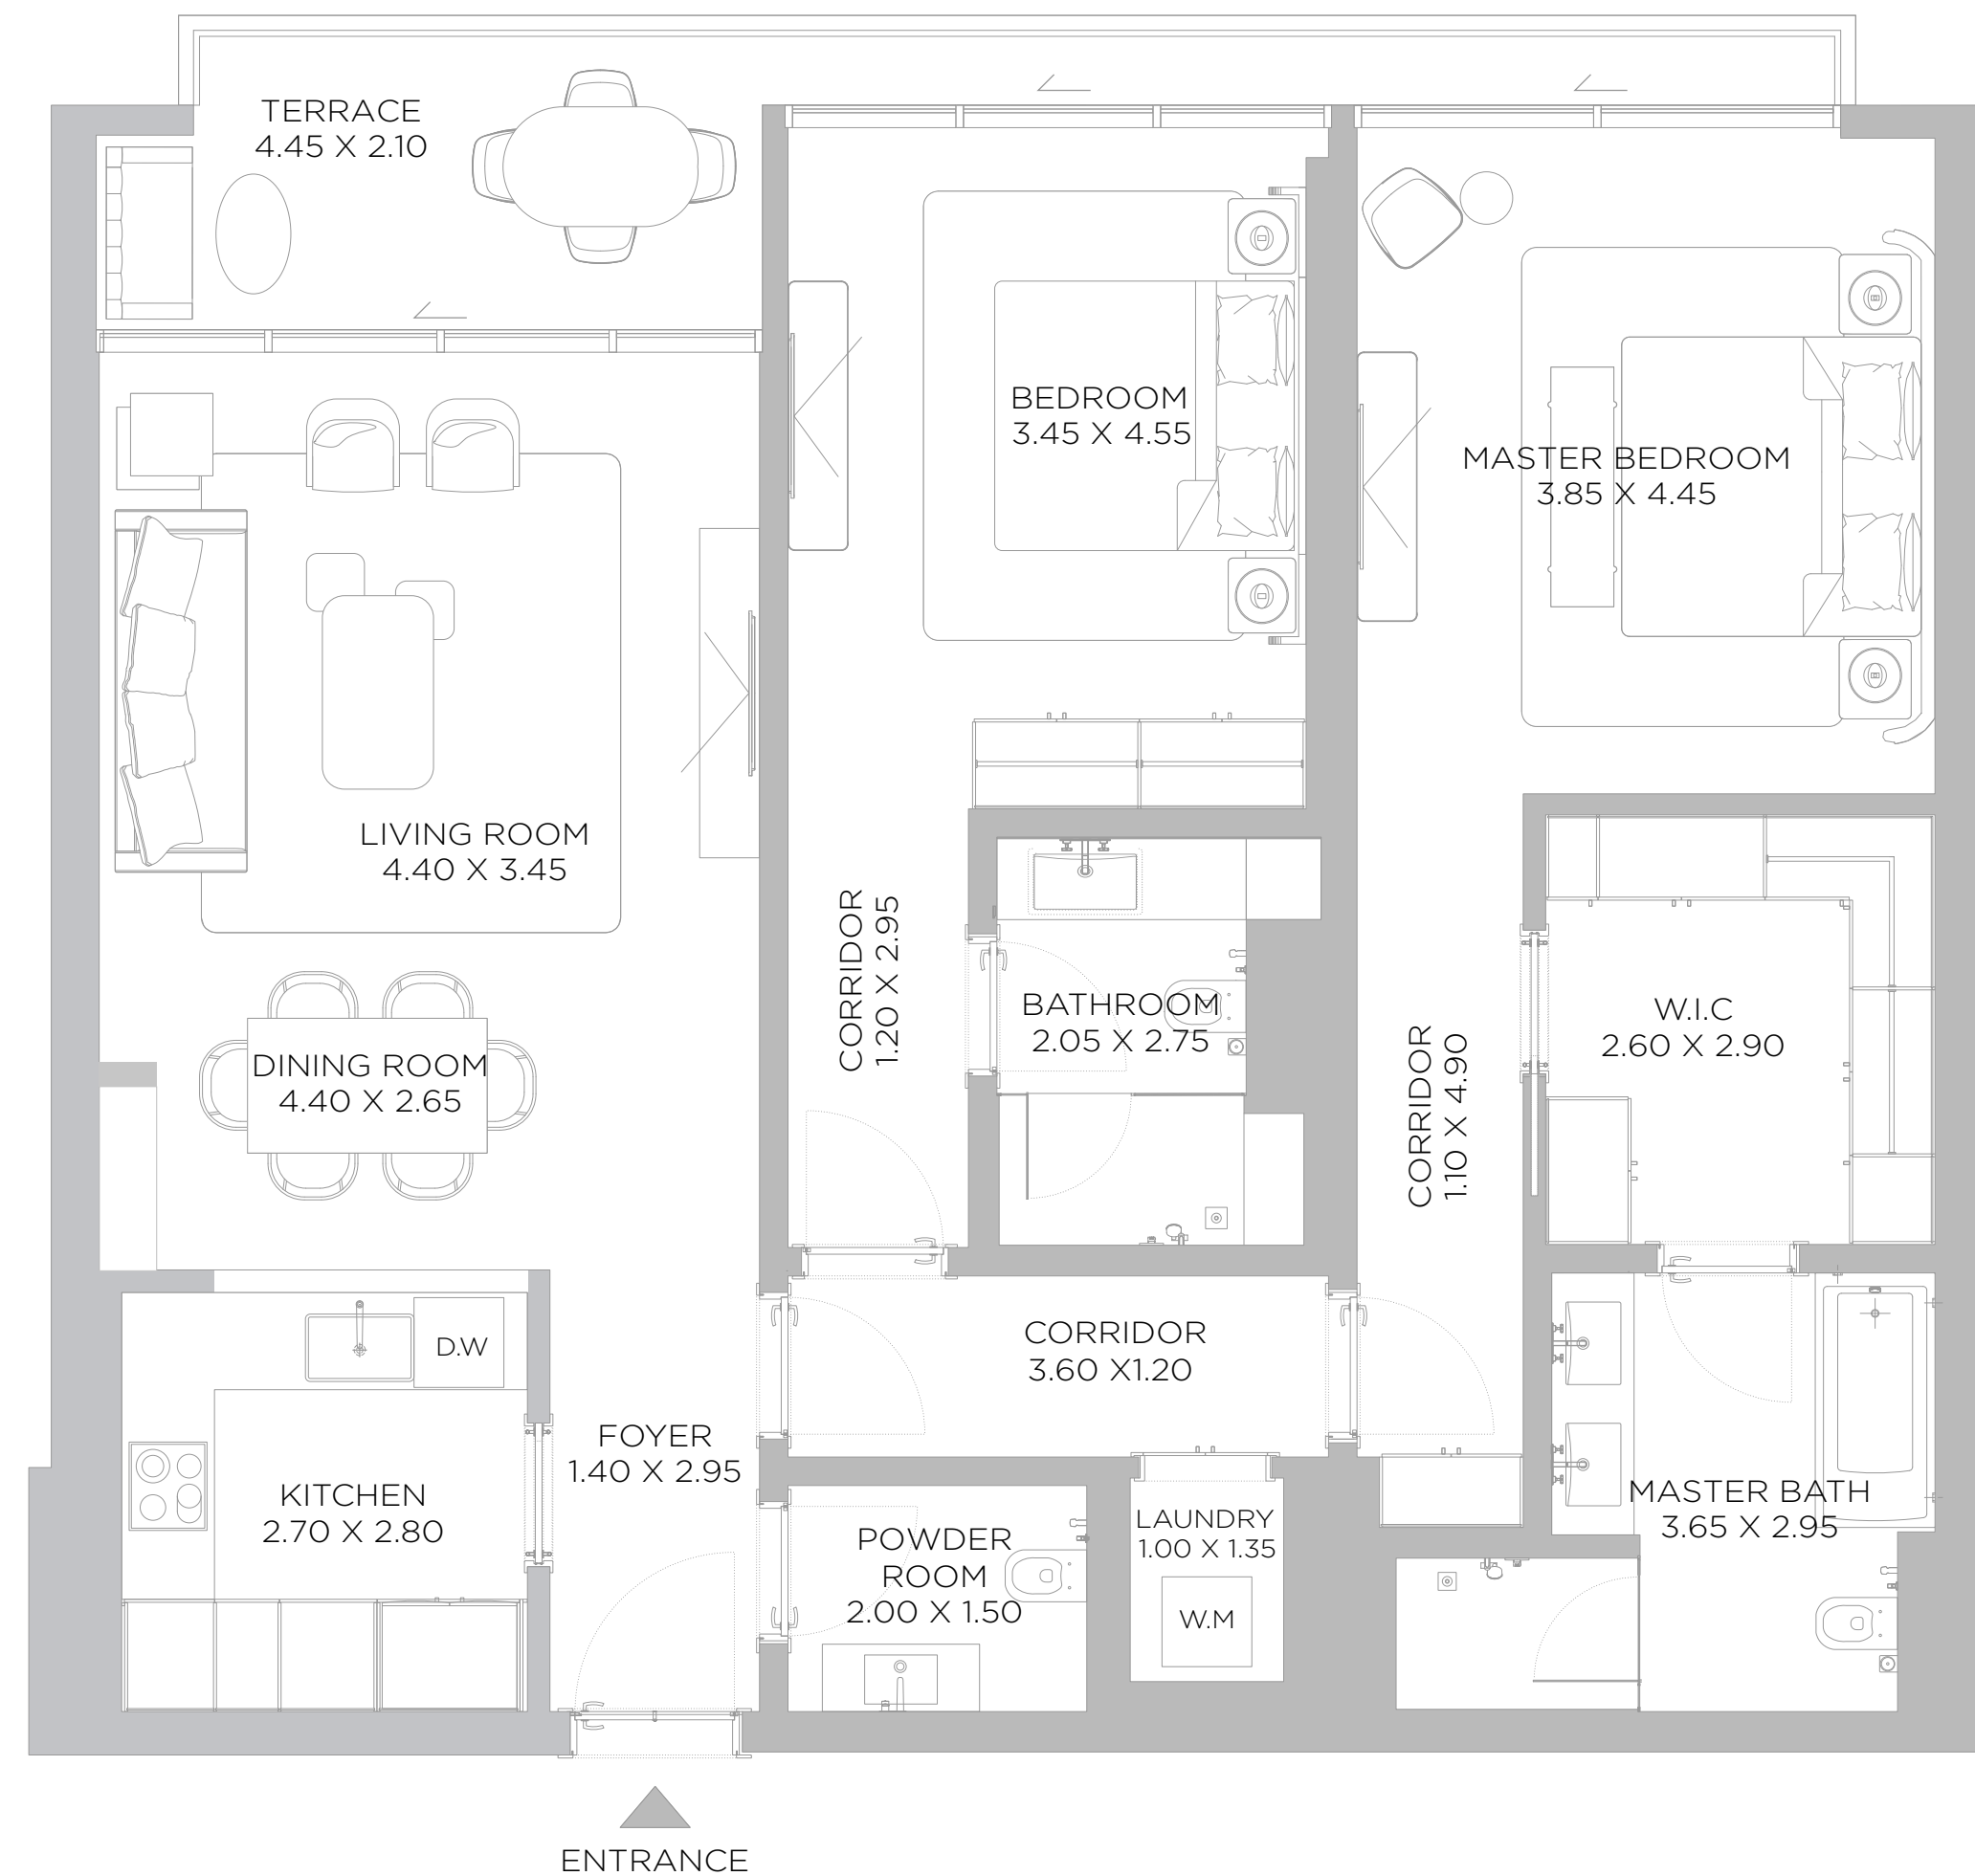 TERRACE
4.45 X 2.10
BEDROOM
3.45 X 4.55
MASTER BEDROOM
3.85 X 4.45
LIVING ROOM
4.40 X 3.45
CORRIDOR
1.20 X 2.95
BATHROOM
2.05 X 2.75
CORRIDOR
1.10 X 4.90
W.I.C
2.60 X 2.90
DINING ROOM
4.40 X 2.65
D.W
CORRIDOR
3.60 X1.20
FOYER
1.40 X 2.95
KITCHEN
2.70 X 2.80
POWDER
ROOM
2.00 X 1.50
LAUNDRY
1.00 X 1.35
W.M
MASTER BATH
3.65 X 2.95
ENTRANCE